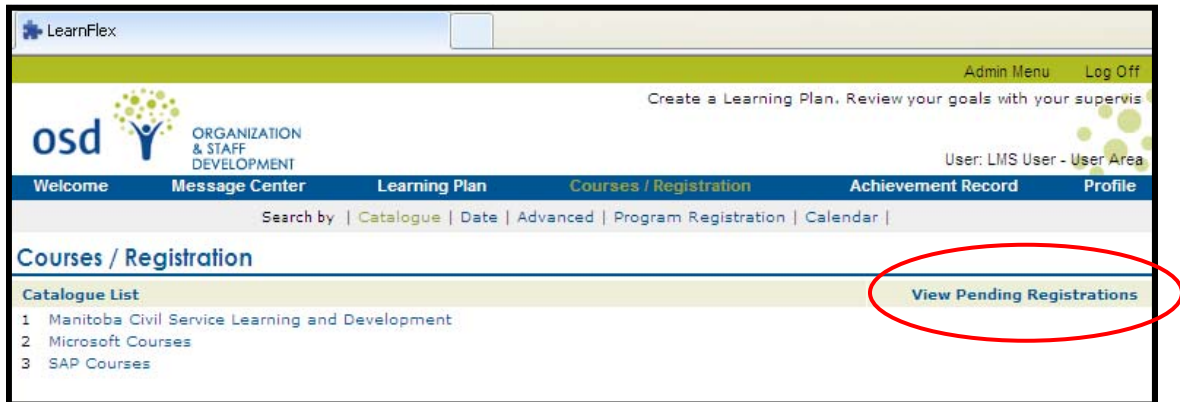 LearnFlex
Admin Menu Log Off
Create a Learning Plan. Review your goals with your supervis
osd ORGANIZATION
& STAFF
DEVELOPMENT
User: LMS User - User Area
Welcome Message Center Learning Plan Courses / Registration Achievement Record Profile
Search by | Catalogue | Date | Advanced | Program Registration | Calendar |
Courses / Registration
Catalogue List View Pending Registrations
1 Manitoba Civil Service Learning and Development
2 Microsoft Courses
3 SAP Courses